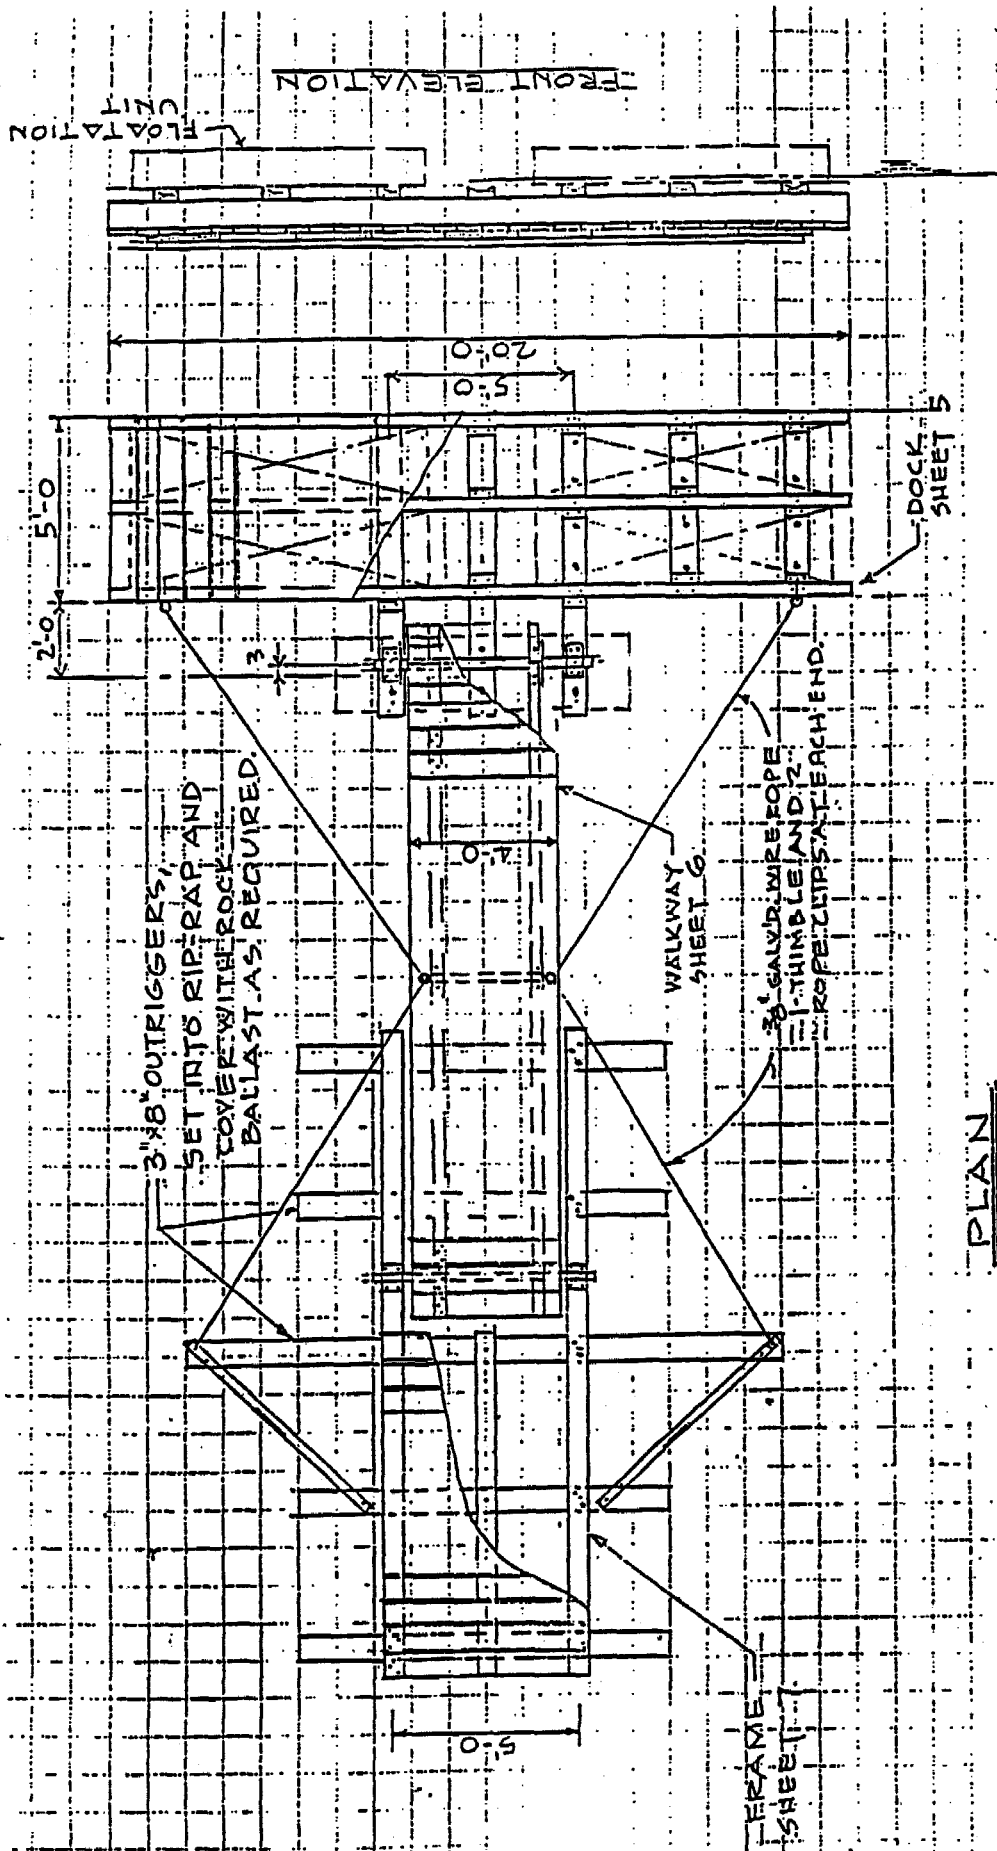 FRONT ELEVATION
FLOATATION
UNIT
20'-0
5'-0
5'-0
2'-0
3
DOCK
SHEET 5
3"x8" OUTRIGGERS,
SET INTO RIP-RAP AND
COVER WITH ROCK
BALLAST AS REQUIRED.
4'-0
WALKWAY
SHEET 6
3/8" GALV'D. WIRE ROPE
1-THIMBLE AND 2
ROPE CLIPS AT EACH END.
5'-0
FRAME
SHEET 7
PLAN